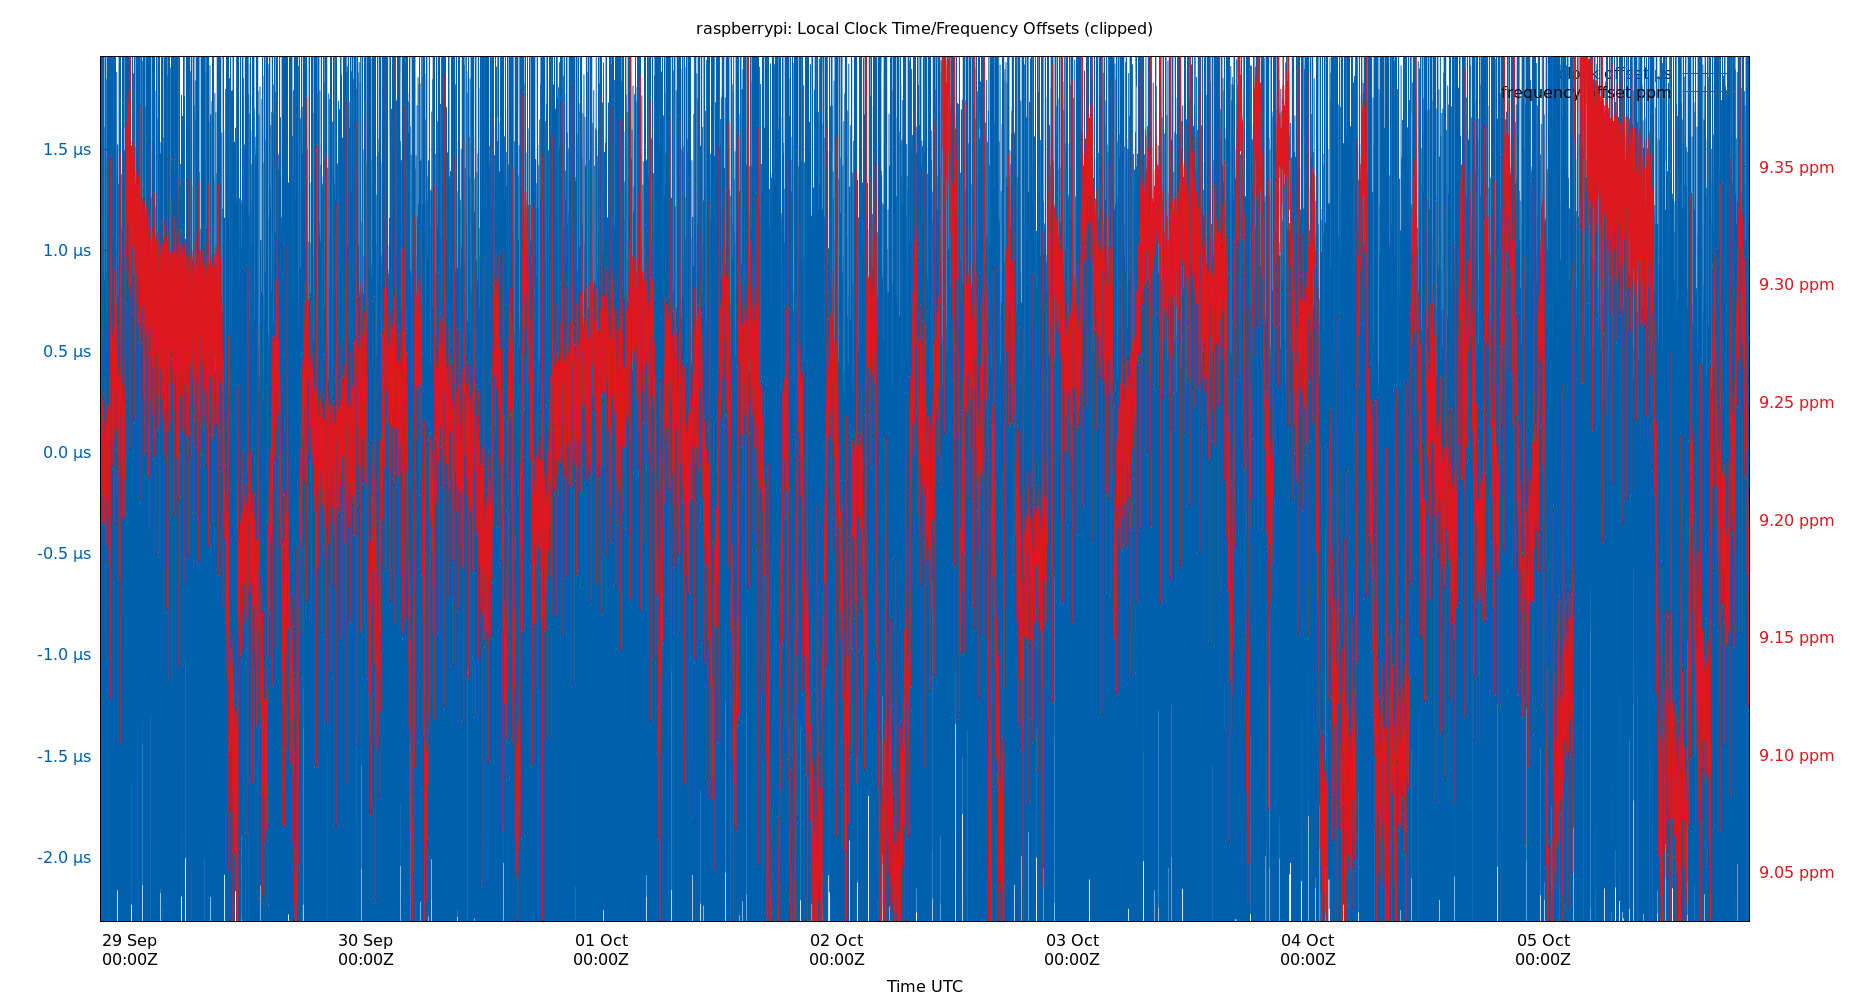 raspberrypi: Local Clock Time/Frequency Offsets (clipped)
clock offset µs
frequency offset ppm
1.5 µs
1.0 µs
0.5 µs
0.0 µs
-0.5 µs
-1.0 µs
-1.5 µs
-2.0 µs
9.35 ppm
9.30 ppm
9.25 ppm
9.20 ppm
9.15 ppm
9.10 ppm
9.05 ppm
29 Sep 30 Sep 01 Oct 02 Oct 03 Oct 04 Oct 05 Oct
00:00Z 00:00Z 00:00Z 00:00Z 00:00Z 00:00Z 00:00Z
Time UTC